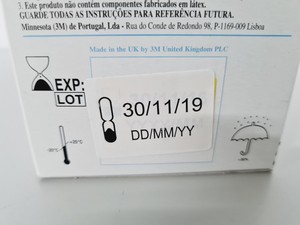 3. Este produto não contém componentes fabricados em látex.
GUARDE TODAS AS INSTRUÇÕES PARA REFERÊNCIA FUTURA.
Minnesota (3M) de Portugal, Lda - Rua do Conde de Redondo 98, P-1169-009 Lisboa
Made in the UK by 3M United Kingdom PLC
EXP:
LOT
30/11/19
DD/MM/YY